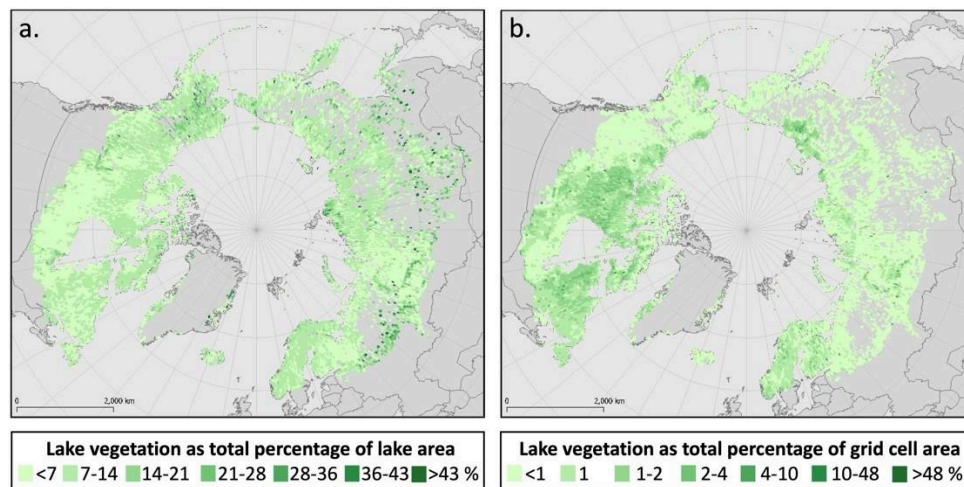 a.
0 2,000 km
Lake vegetation as total percentage of lake area
<7 7-14 14-21 21-28 28-36 36-43 >43 %
b.
0 2,000 km
Lake vegetation as total percentage of grid cell area
<1 1 1-2 2-4 4-10 10-48 >48 %